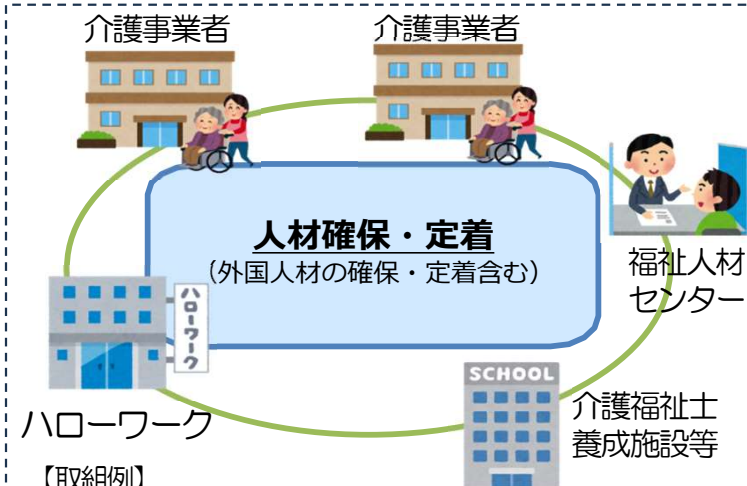 介護事業者
介護事業者
人材確保・定着
（外国人材の確保・定着含む）
福祉人材
センター
ハローワーク
ハローワーク
SCHOOL
介護福祉士
養成施設等
【取組例】